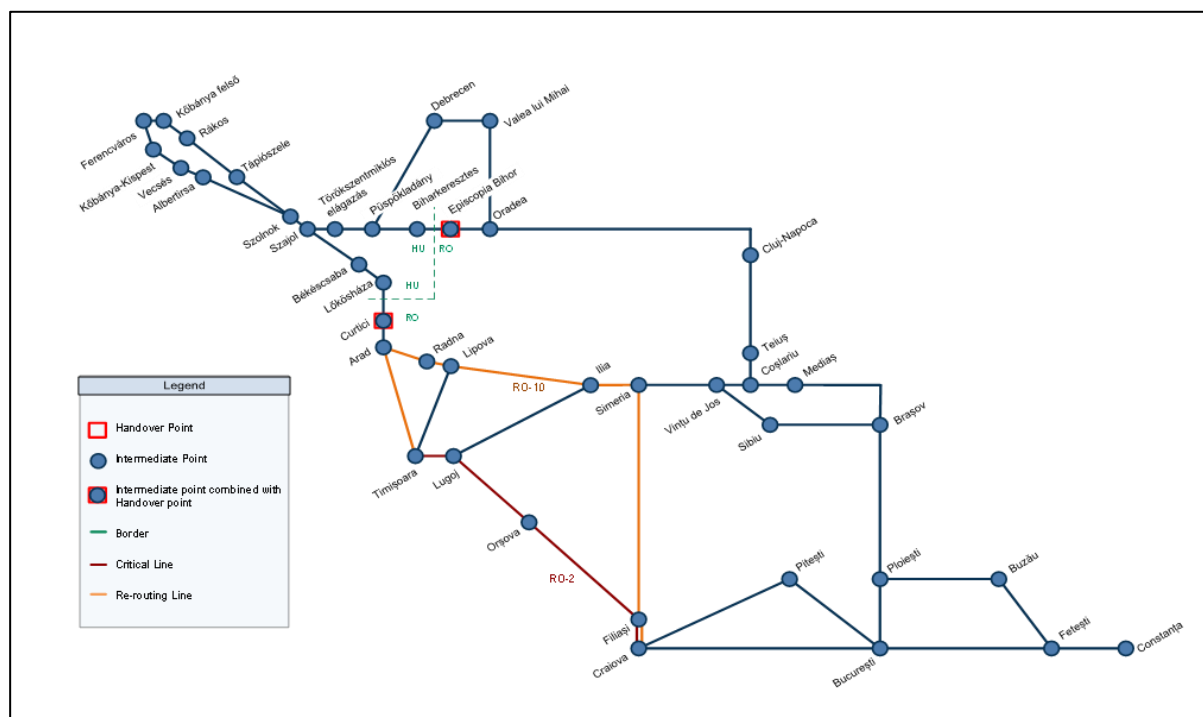 Kőbánya felső
Debrecen
Valea lui Mihai
Ferencváros
Rákos
Tápiószele
Kőbánya-Kispest
Vecsés
Albertirsa
Törökszentmiklós
elágazás
Püspökladány
Biharkeresztes
Episcopia Bihor
Oradea
Szolnok
Szajol
HU
RO
Cluj-Napoca
Békéscsaba
Lőkösháza
HU
RO
Curtici
Arad
Radna
Lipova
Ilia
RO-10
Simeria
Teiuș
Coșlariu
Mediaș
Vințu de Jos
Sibiu
Brașov
Legend
Handover Point
Intermediate Point
Intermediate point combined with
Handover point
Border
Critical Line
Re-routing Line
Timișoara
Lugoj
Orșova
RO-2
Pitești
Ploiești
Buzău
Filiași
Craiova
București
Fetești
Constanța